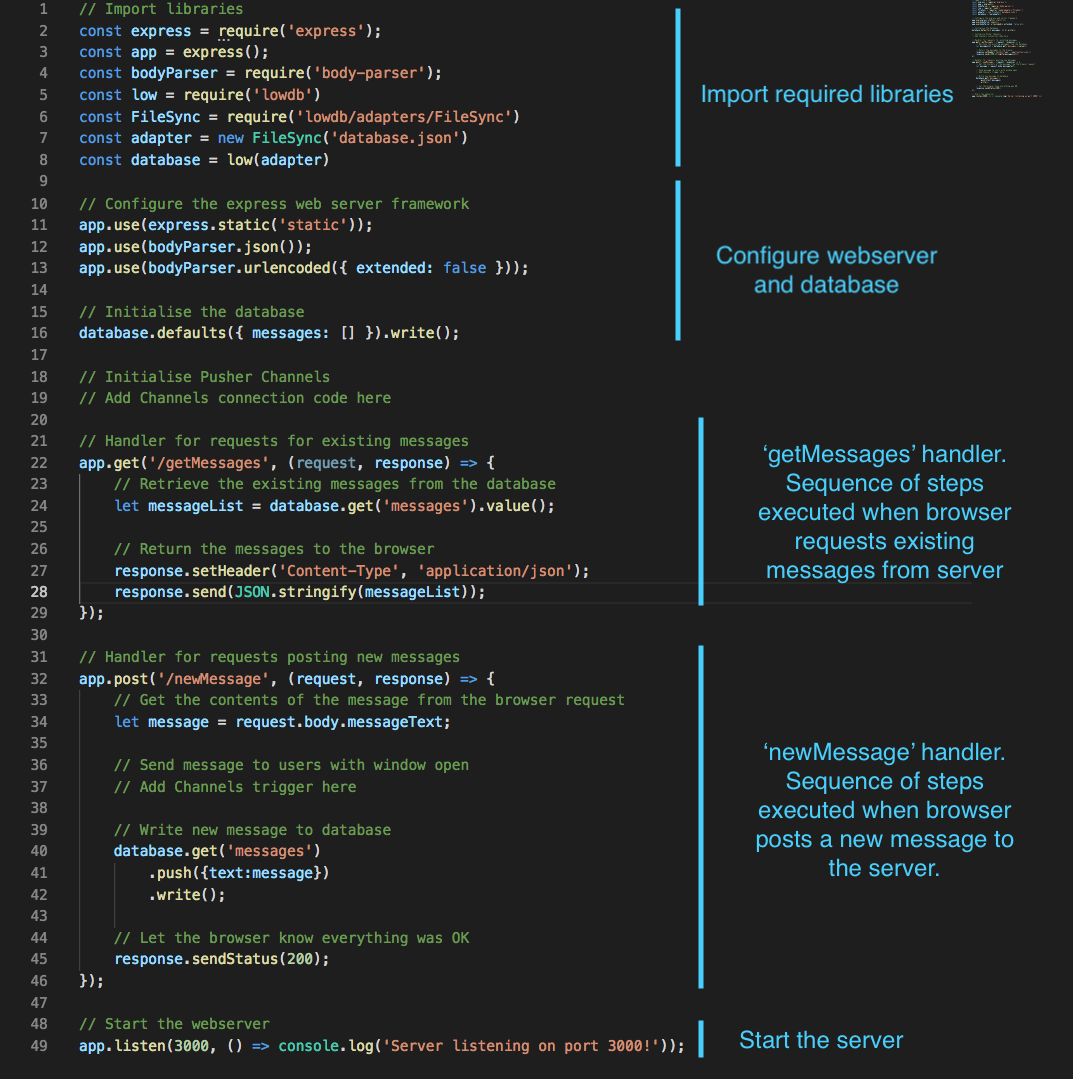 1 // Import libraries
2 const express = require('express');
3 const app = express();
4 const bodyParser = require('body-parser');
5 const low = require('lowdb')
6 const FileSync = require('lowdb/adapters/FileSync')
7 const adapter = new FileSync('database.json')
8 const database = low(adapter)
9
Import required libraries
10 // Configure the express web server framework
11 app.use(express.static('static'));
12 app.use(bodyParser.json());
13 app.use(bodyParser.urlencoded({ extended: false }));
14
15 // Initialise the database
16 database.defaults({ messages: [] }).write();
17
Configure webserver
and database
18 // Initialise Pusher Channels
19 // Add Channels connection code here
20
21 // Handler for requests for existing messages
22 app.get('/getMessages', (request, response) => {
23     // Retrieve the existing messages from the database
24     let messageList = database.get('messages').value();
25
26     // Return the messages to the browser
27     response.setHeader('Content-Type', 'application/json');
28     response.send(JSON.stringify(messageList));
29 });
30
‘getMessages’ handler.
Sequence of steps
executed when browser
requests existing
messages from server
31 // Handler for requests posting new messages
32 app.post('/newMessage', (request, response) => {
33     // Get the contents of the message from the browser request
34     let message = request.body.messageText;
35
36     // Send message to users with window open
37     // Add Channels trigger here
38
39     // Write new message to database
40     database.get('messages')
41         .push({text:message})
42         .write();
43
44     // Let the browser know everything was OK
45     response.sendStatus(200);
46 });
47
‘newMessage’ handler.
Sequence of steps
executed when browser
posts a new message to
the server.
48 // Start the webserver
49 app.listen(3000, () => console.log('Server listening on port 3000!'));
Start the server